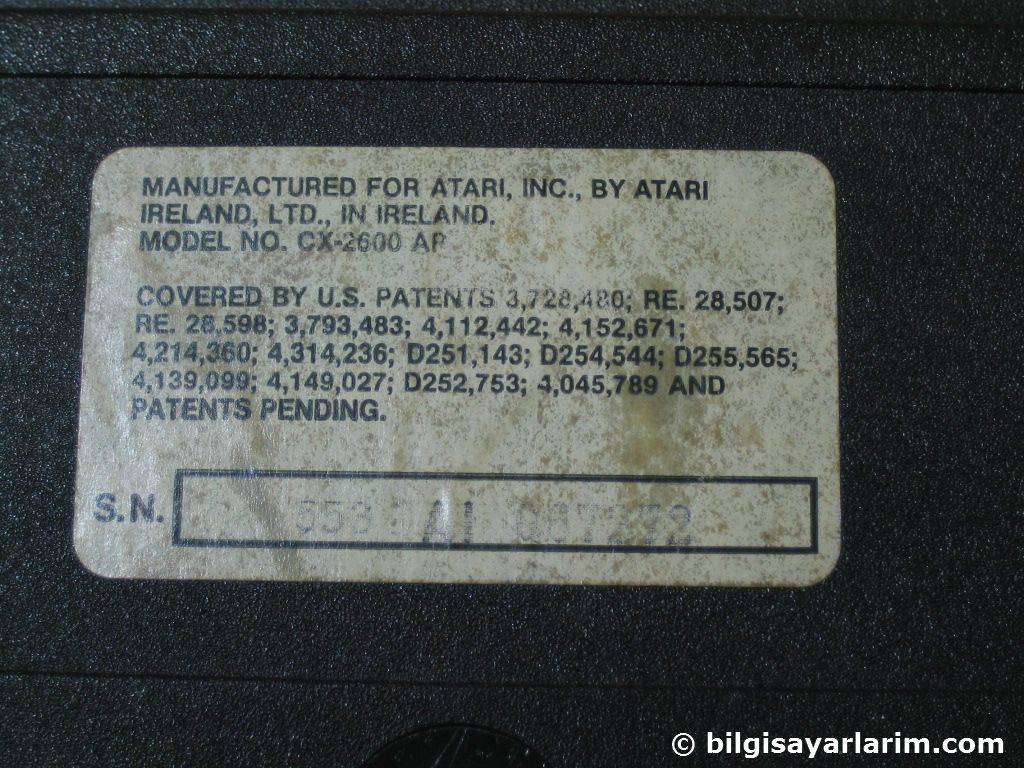 MANUFACTURED FOR ATARI, INC., BY ATARI
IRELAND, LTD., IN IRELAND.
MODEL NO. CX-2600 AP
COVERED BY U.S. PATENTS 3,728,480; RE. 28,507;
RE. 28,598; 3,793,483; 4,112,442; 4,152,671;
4,214,360; 4,314,236; D251,143; D254,544; D255,565;
4,139,099; 4,149,027; D252,753; 4,045,789 AND
PATENTS PENDING.
S.N. 553
© bilgisayarlarim.com